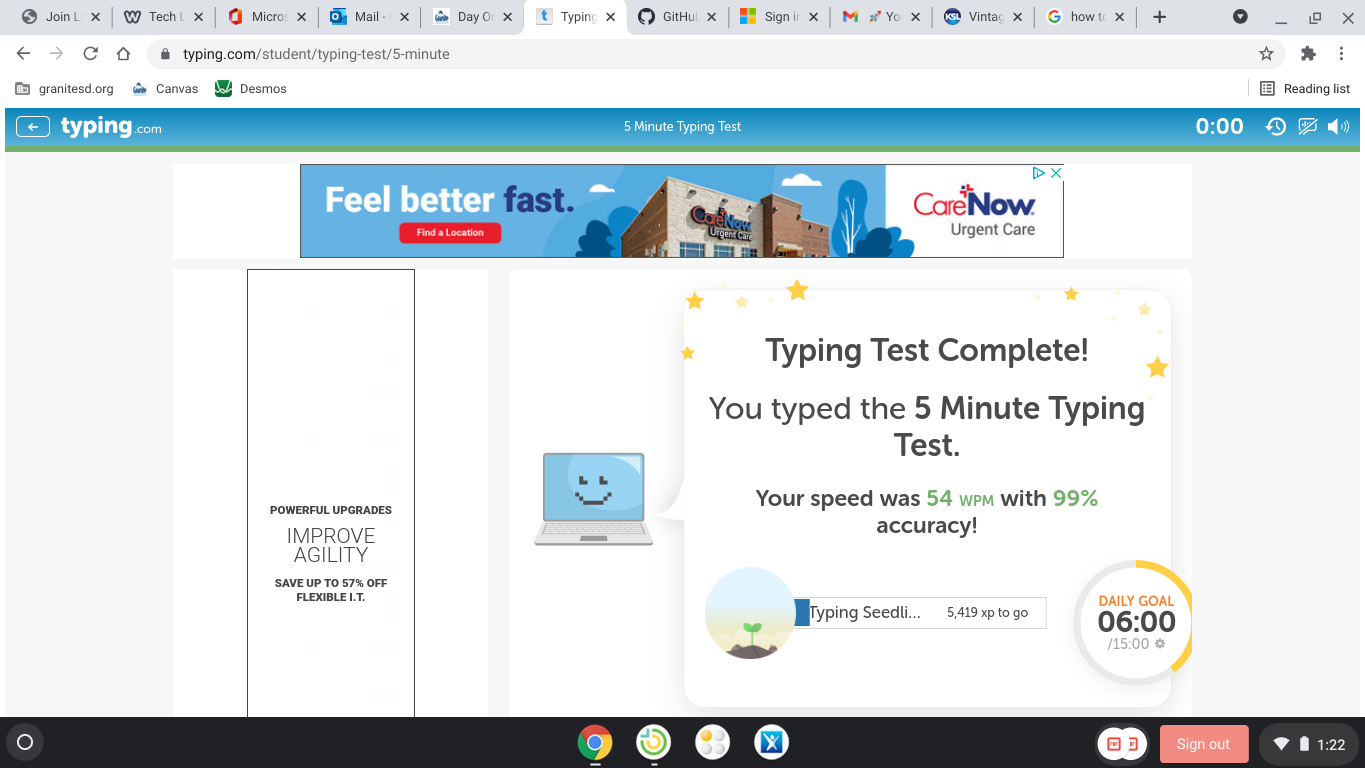 Join L
Tech L
Micros
Mail -
Day O
Typing
GitHu
Sign i
🚀 Yo
KSL
Vintag
how to
typing.com/student/typing-test/5-minute
granitesd.org
Canvas
Desmos
Reading list
typing.com
5 Minute Typing Test
0:00
Feel better fast.
Find a Location
CareNow
Urgent Care
CareNow
Urgent Care
POWERFUL UPGRADES
IMPROVE
AGILITY
SAVE UP TO 57% OFF
FLEXIBLE I.T.
Typing Test Complete!
You typed the 5 Minute Typing
Test.
Your speed was 54 WPM with 99%
accuracy!
Typing Seedli...
5,419 xp to go
DAILY GOAL
06:00
/15:00
Sign out
1:22